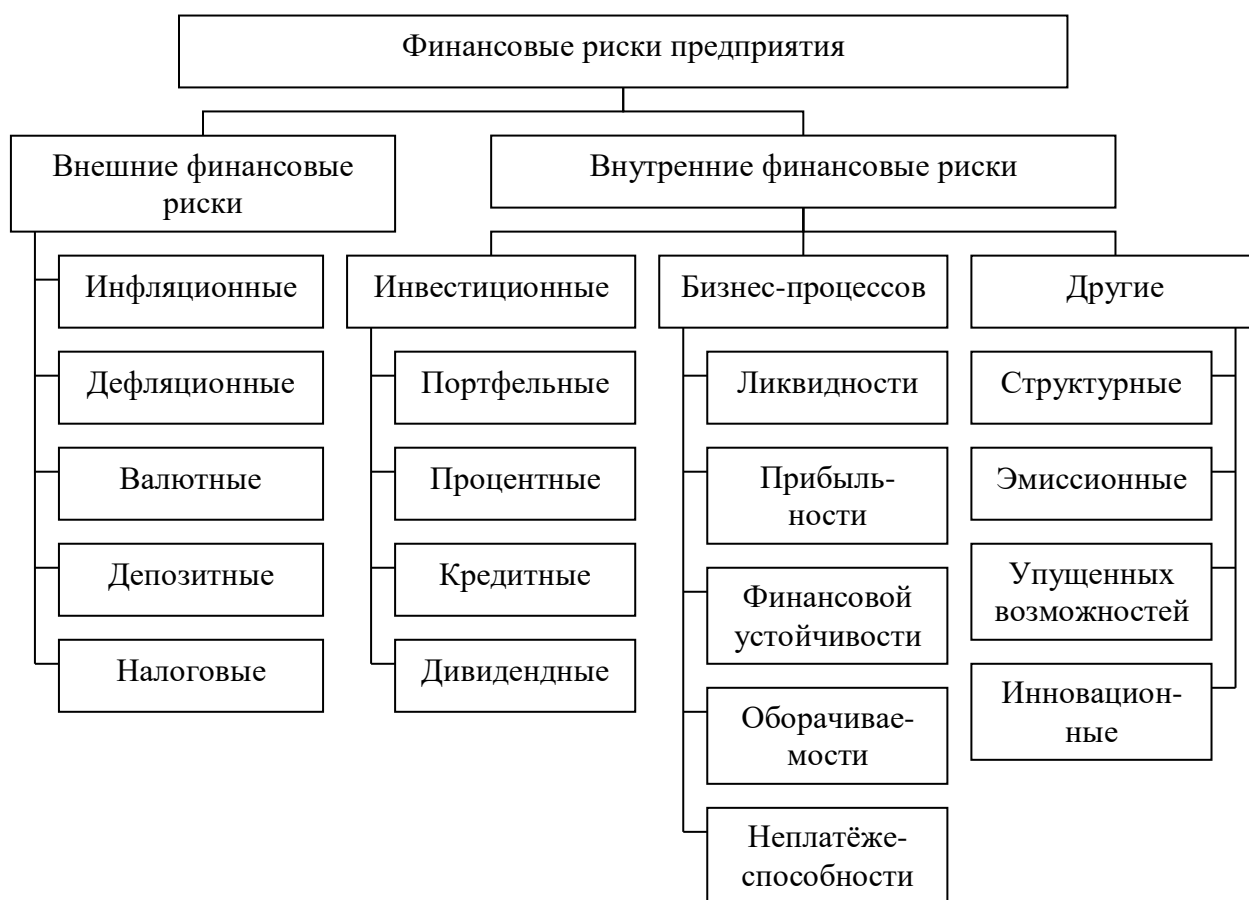 Финансовые риски предприятия
Внешние финансовые
риски
Внутренние финансовые риски
Инфляционные
Дефляционные
Валютные
Депозитные
Налоговые
Инвестиционные
Портфельные
Процентные
Кредитные
Дивидендные
Бизнес-процессов
Ликвидности
Прибыль-
ности
Финансовой
устойчивости
Оборачивае-
мости
Неплатёже-
способности
Другие
Структурные
Эмиссионные
Упущенных
возможностей
Инновацион-
ные